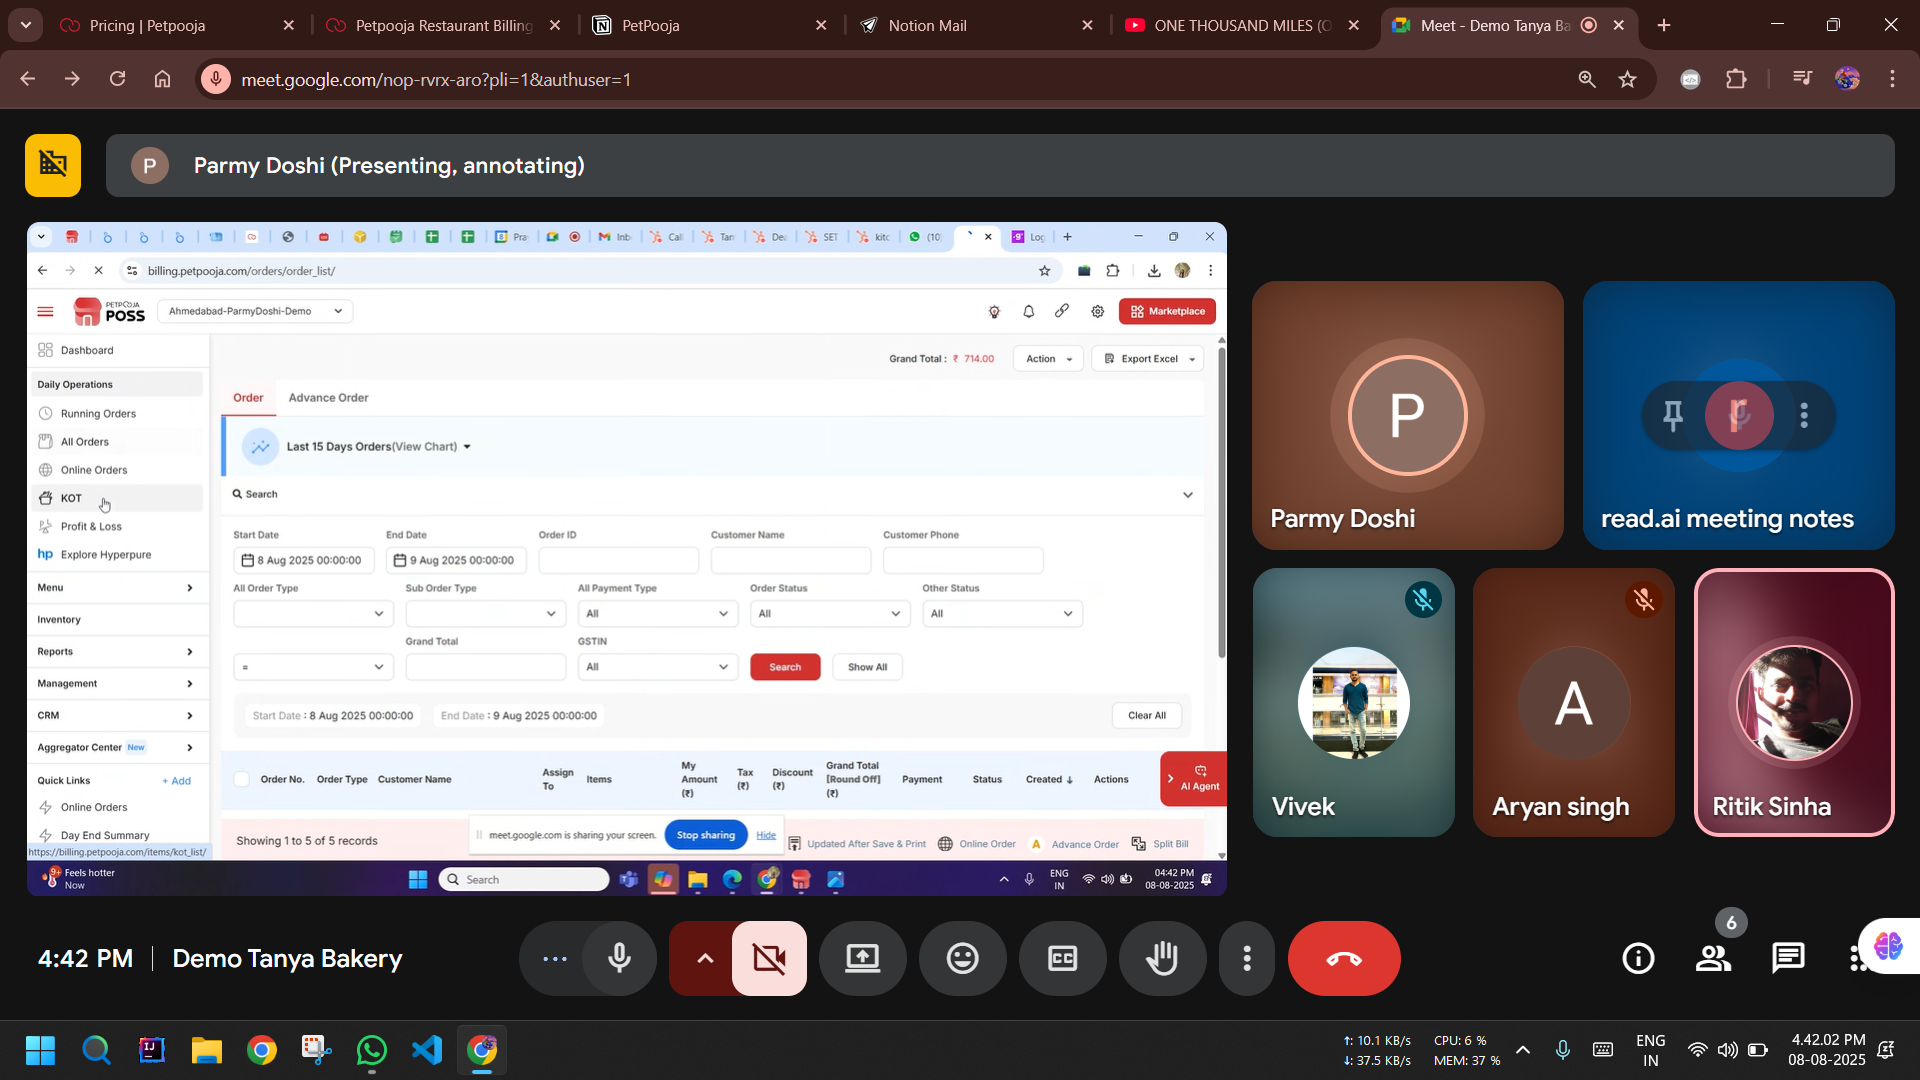 Pricing | Petpooja
Petpooja Restaurant Billing
PetPooja
Notion Mail
ONE THOUSAND MILES (O
Meet - Demo Tanya Ba
meet.google.com/nop-rvrx-aro?pli=1&authuser=1
P
Parmy Doshi (Presenting, annotating)
Pra
Inb
Call
Tan
Dea
SET
kitc
(10)
Log
billing.petpooja.com/orders/order_list/
PETPOOJA
POSS
Ahmedabad-ParmyDoshi-Demo
Marketplace
Dashboard
Daily Operations
Running Orders
All Orders
Online Orders
KOT
Profit & Loss
hp Explore Hyperpure
Menu
Inventory
Reports
Management
CRM
Aggregator Center New
Quick Links
+ Add
Online Orders
Day End Summary
https://billing.petpooja.com/items/kot_list/
Grand Total : ₹ 714.00
Action
Export Excel
Order
Advance Order
Last 15 Days Orders(View Chart)
Search
Start Date
End Date
Order ID
Customer Name
Customer Phone
8 Aug 2025 00:00:00
9 Aug 2025 00:00:00
All Order Type
Sub Order Type
All Payment Type
Order Status
Other Status
All
All
All
Grand Total
GSTIN
=
All
Search
Show All
Start Date : 8 Aug 2025 00:00:00
End Date : 9 Aug 2025 00:00:00
Clear All
Order No.
Order Type
Customer Name
Assign To
Items
My Amount (₹)
Tax (₹)
Discount (₹)
Grand Total [Round Off] (₹)
Payment
Status
Created ↓
Actions
AI Agent
Showing 1 to 5 of 5 records
meet.google.com is sharing your screen.
Stop sharing
Hide
Updated After Save & Print
Online Order
A Advance Order
Split Bill
9+
Feels hotter
Now
Search
ENG
IN
04:42 PM
08-08-2025
P
Parmy Doshi
r
read.ai meeting notes
Vivek
A
Aryan singh
Ritik Sinha
4:42 PM
Demo Tanya Bakery
CC
6
IJ
↑: 10.1 KB/s
↓: 37.5 KB/s
CPU: 6 %
MEM: 37 %
ENG
IN
4.42.02 PM
08-08-2025